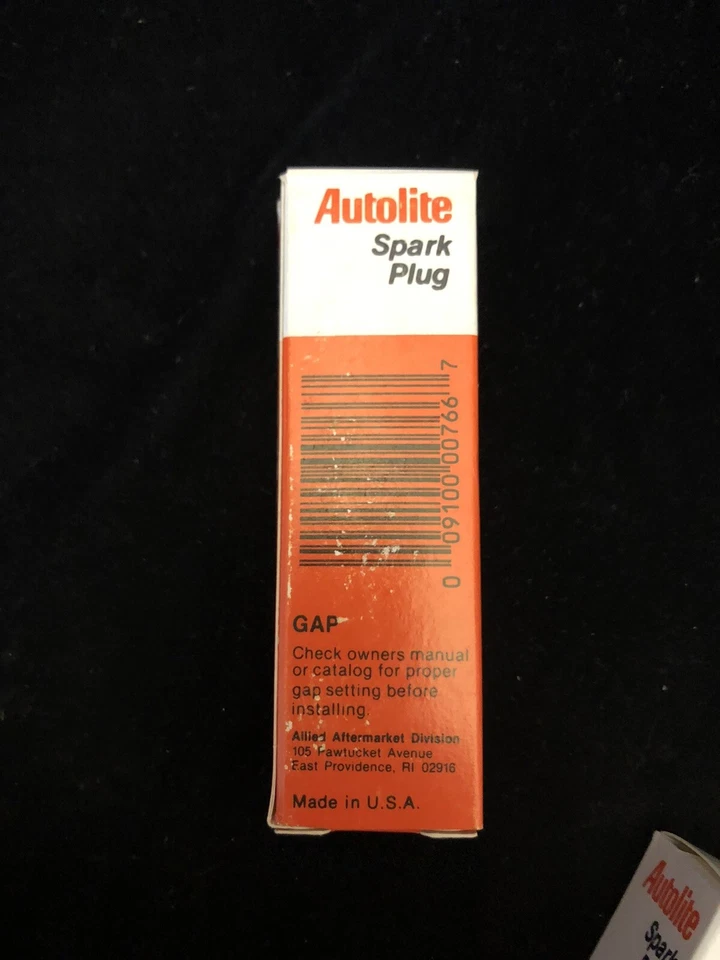 Autolite
Spark
Plug
0 09100 00766 7
GAP
Check owners manual
or catalog for proper
gap setting before
installing.
Allied Aftermarket Division
105 Pawtucket Avenue
East Providence, RI 02916
Made in U.S.A.
Autolite
Spark